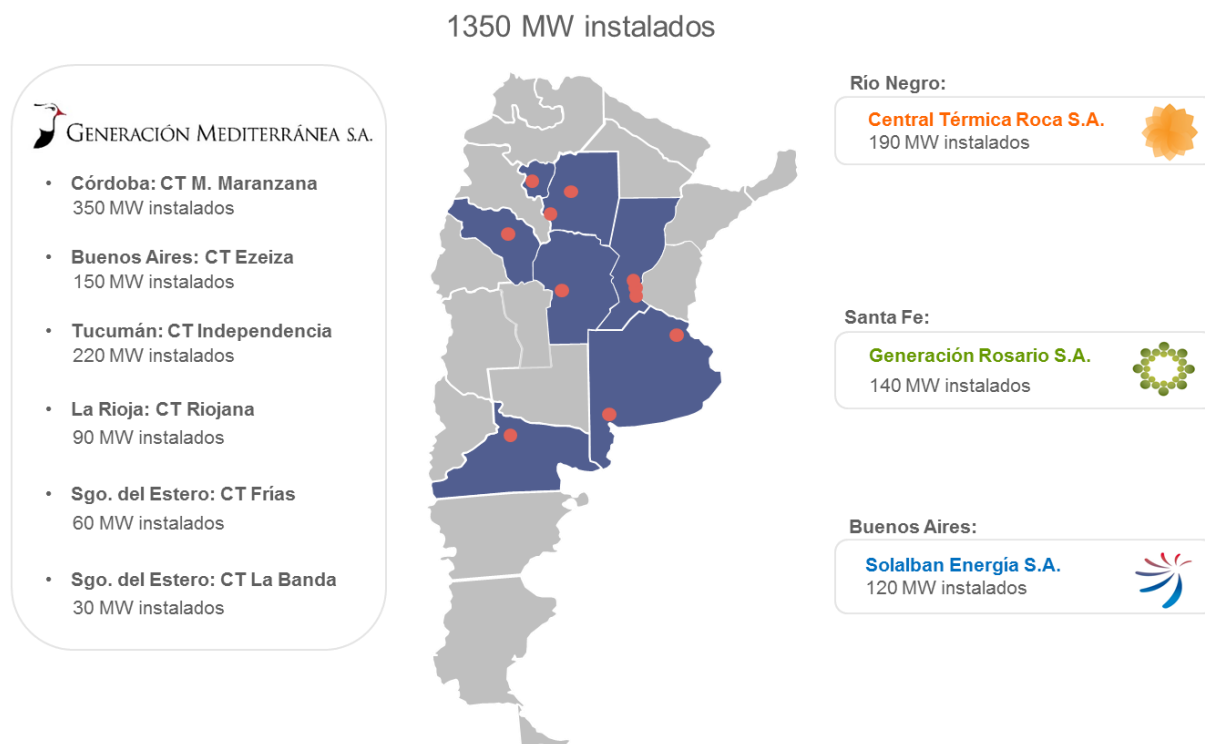 1350 MW instalados
GENERACIÓN MEDITERRÁNEA S.A.
• Córdoba: CT M. Maranzana
350 MW instalados
• Buenos Aires: CT Ezeiza
150 MW instalados
• Tucumán: CT Independencia
220 MW instalados
• La Rioja: CT Riojana
90 MW instalados
• Sgo. del Estero: CT Frías
60 MW instalados
• Sgo. del Estero: CT La Banda
30 MW instalados
Río Negro:
Central Térmica Roca S.A.
190 MW instalados
Santa Fe:
Generación Rosario S.A.
140 MW instalados
Buenos Aires:
Solalban Energía S.A.
120 MW instalados